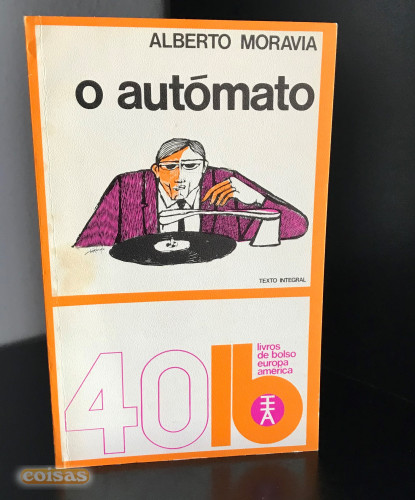 ALBERTO MORAVIA
o autómato
TEXTO INTEGRAL
40 lb
livros
de bolso
europa
américa
coisas